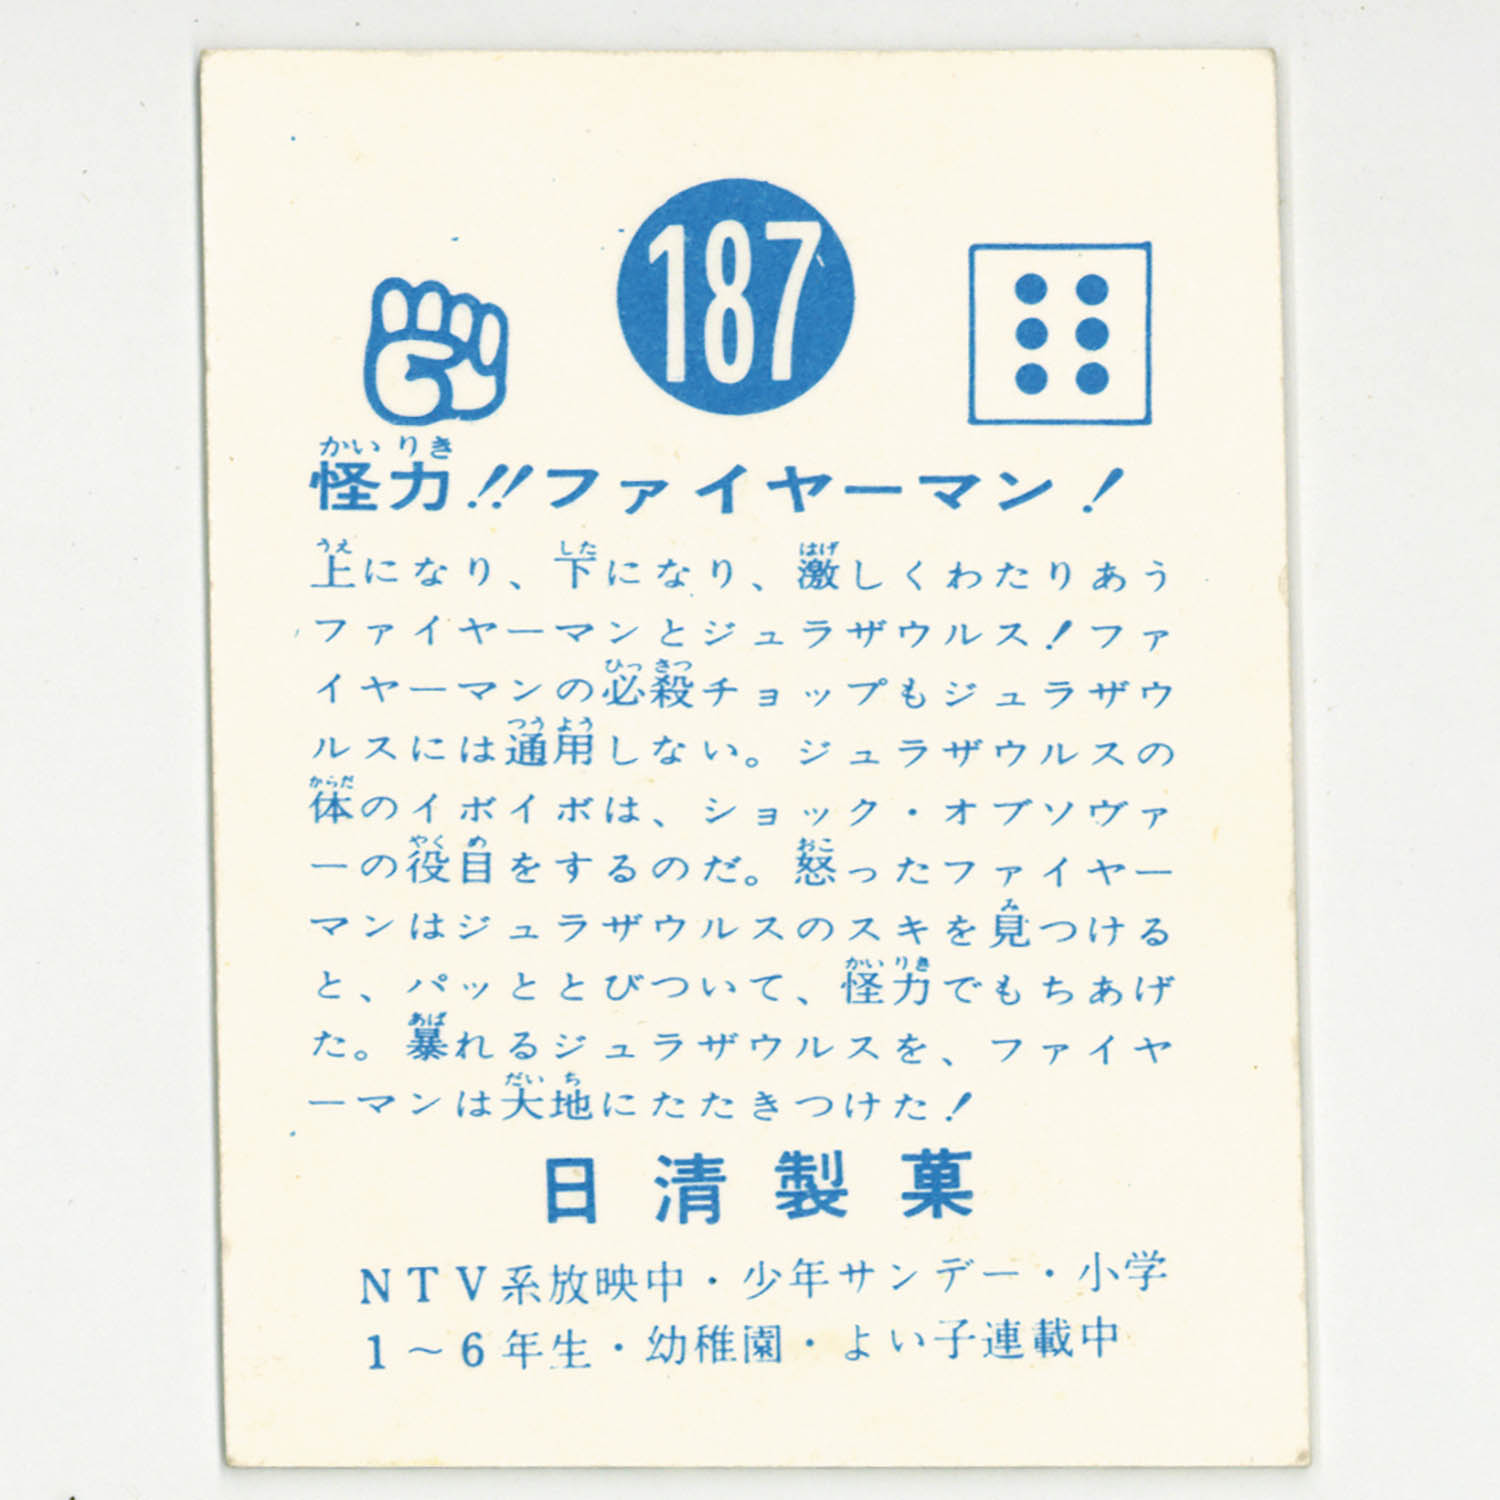 187
怪力!!ファイヤーマン!
上になり、下になり、激しくわたりあう
ファイヤーマンとジュラザウルス!ファ
イヤーマンの必殺チョップもジュラザウ
ルスには通用しない。ジュラザウルスの
体のイボイボは、ショック・オブソヴァ
ーの役目をするのだ。怒ったファイヤー
マンはジュラザウルスのスキを見つける
と、パッととびついて、怪力でもちあげ
た。暴れるジュラザウルスを、ファイヤ
ーマンは大地にたたきつけた!
日清製菓
NTV系放映中・少年サンデー・小学
1~6年生・幼稚園・よい子連載中